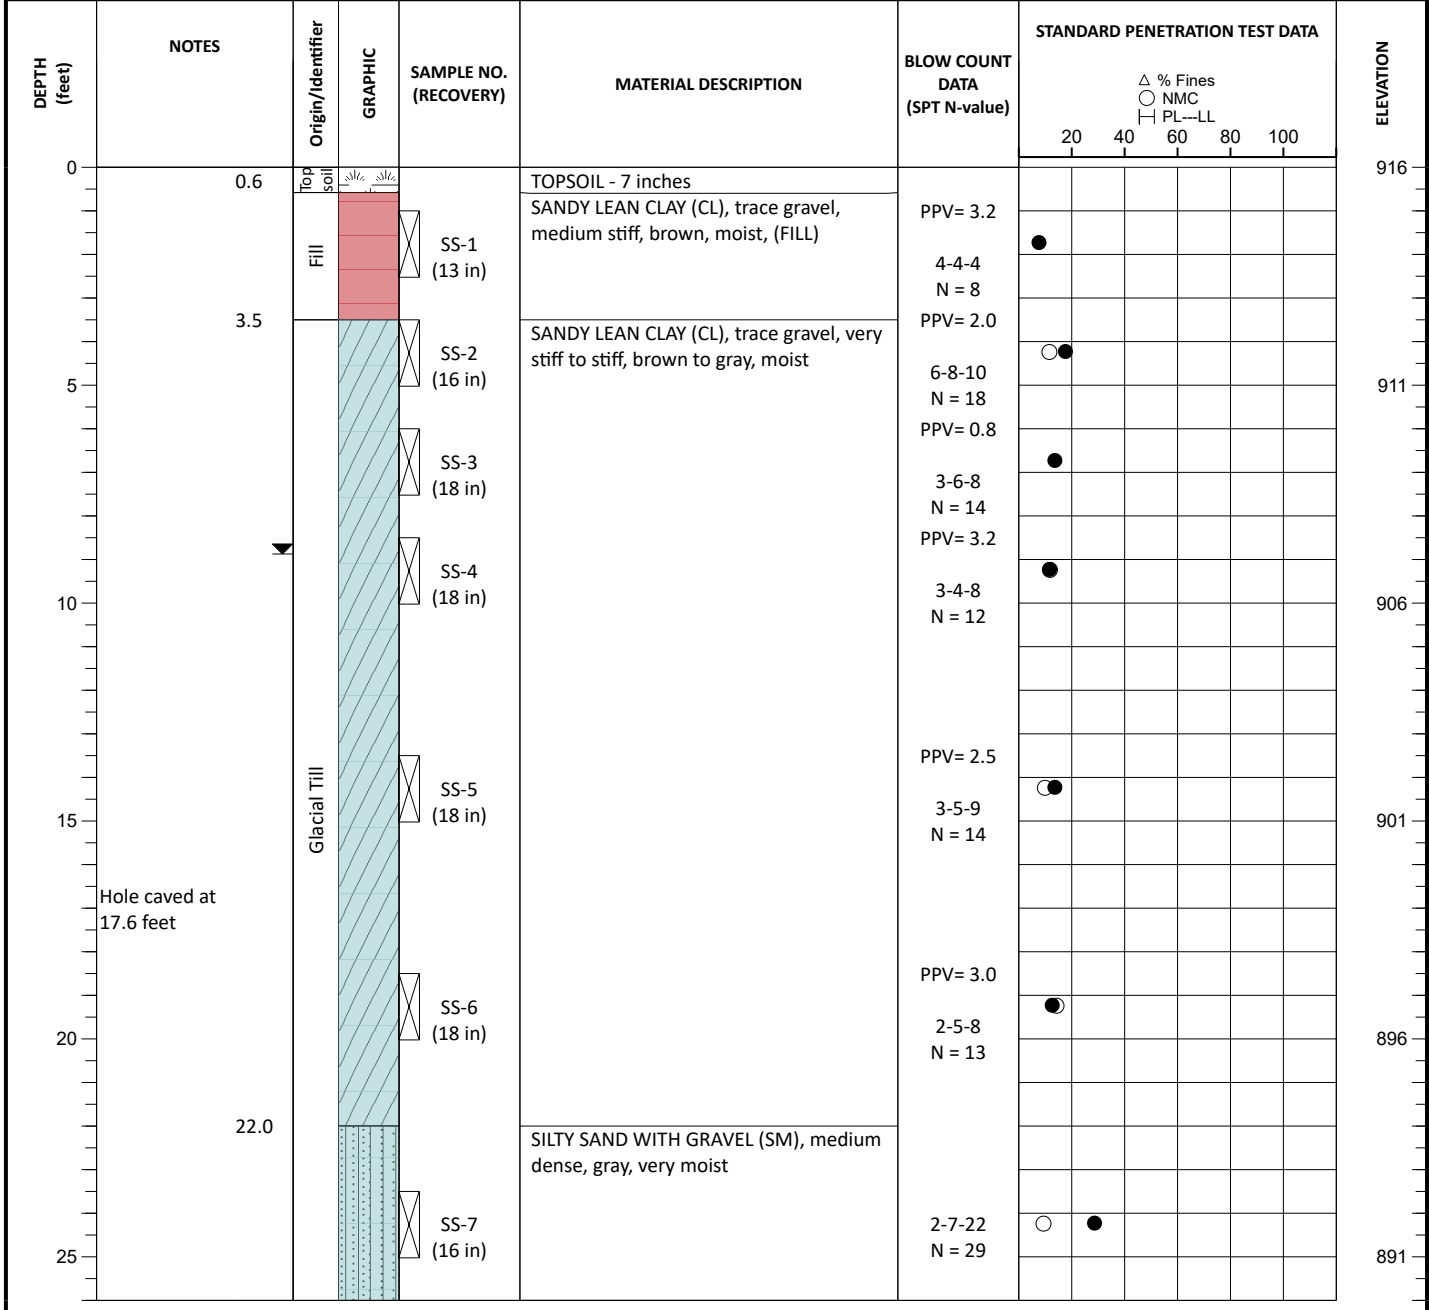 DEPTH
(feet)
NOTES
Origin/Identifier
GRAPHIC
SAMPLE NO.
(RECOVERY)
MATERIAL DESCRIPTION
BLOW COUNT
DATA
(SPT N-value)
STANDARD PENETRATION TEST DATA
% Fines
NMC
PL---LL
20 40 60 80 100
ELEVATION
0
916
0.6
Top
soil
TOPSOIL - 7 inches
SANDY LEAN CLAY (CL), trace gravel,
medium stiff, brown, moist, (FILL)
Fill
SS-1
(13 in)
PPV= 3.2
4-4-4
N = 8
3.5
SANDY LEAN CLAY (CL), trace gravel, very
stiff to stiff, brown to gray, moist
SS-2
(16 in)
PPV= 2.0
6-8-10
N = 18
5
911
SS-3
(18 in)
PPV= 0.8
3-6-8
N = 14
SS-4
(18 in)
PPV= 3.2
3-4-8
N = 12
10
906
Glacial Till
SS-5
(18 in)
PPV= 2.5
3-5-9
N = 14
15
901
Hole caved at
17.6 feet
SS-6
(18 in)
PPV= 3.0
2-5-8
N = 13
20
896
22.0
SILTY SAND WITH GRAVEL (SM), medium
dense, gray, very moist
SS-7
(16 in)
2-7-22
N = 29
25
891